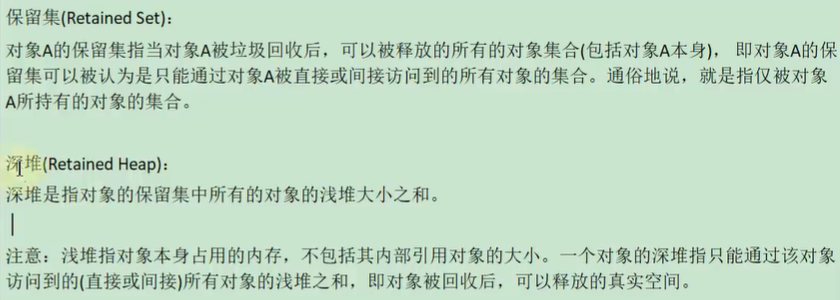 保留集(Retained Set)：
对象A的保留集指当对象A被垃圾回收后，可以被释放的所有的对象集合(包括对象A本身)，即对象A的保
留集可以被认为是只能通过对象A被直接或间接访问到的所有对象的集合。通俗地说，就是指仅被对象
A所持有的对象的集合。
深堆(Retained Heap)：
深堆是指对象的保留集中所有的对象的浅堆大小之和。
注意：浅堆指对象本身占用的内存，不包括其内部引用对象的大小。一个对象的深堆指只能通过该对象
访问到的(直接或间接)所有对象的浅堆之和，即对象被回收后，可以释放的真实空间。